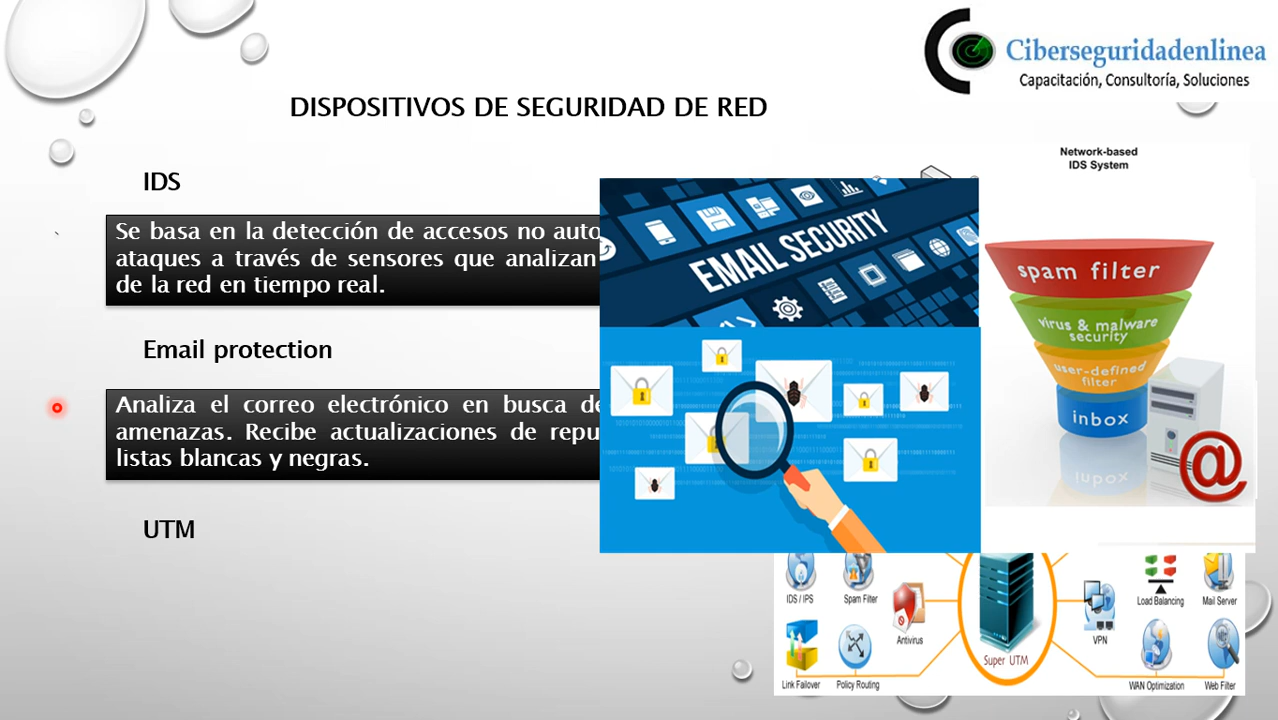 Ciberseguridadenlinea
Capacitación, Consultoría, Soluciones
DISPOSITIVOS DE SEGURIDAD DE RED
Network-based
IDS System
IDS
Se basa en la detección de accesos no auto
ataques a través de sensores que analizan
de la red en tiempo real.
EMAIL SECURITY
spam filter
virus & malware
security
user-defined
filter
inbox
Email protection
Analiza el correo electrónico en busca de
amenazas. Recibe actualizaciones de repu
listas blancas y negras.
UTM
IDS / IPS
Spam Filter
Antivirus
Link Failover
Policy Routing
Super UTM
VPN
Load Balancing
Mail Server
WAN Optimization
Web Filter